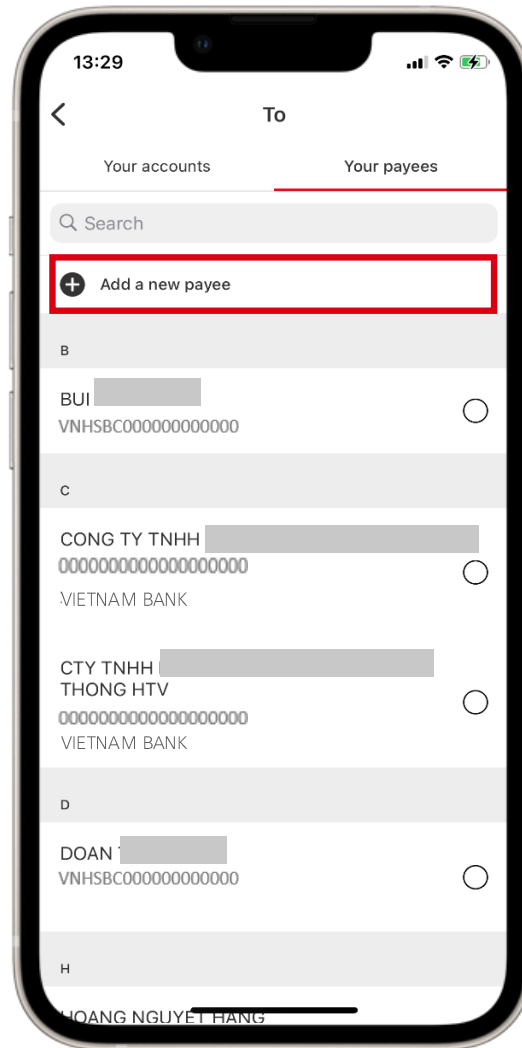 13:29
To
Your accounts
Your payees
Search
Add a new payee
B
BUI
VNHSBC000000000000
C
CONG TY TNHH
0000000000000000000
VIETNAM BANK
CTY TNHH
THONG HTV
0000000000000000000
VIETNAM BANK
D
DOAN
VNHSBC000000000000
H
HOANG NGUYET HANG